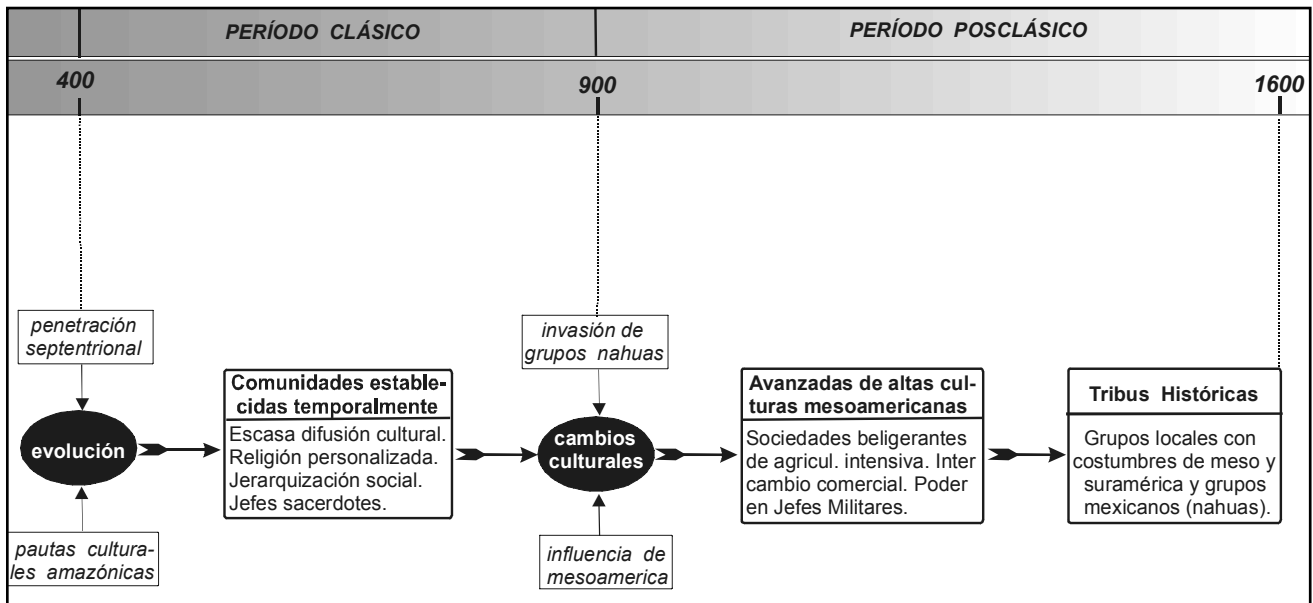 PERÍODO CLÁSICO
PERÍODO POSCLÁSICO
400
900
1600
penetración
septentrional
evolución
pautas cultura-
les amazónicas
Comunidades estable-
cidas temporalmente
Escasa difusión cultural.
Religión personalizada.
Jerarquización social.
Jefes sacerdotes.
invasión de
grupos nahuas
cambios
culturales
influencia de
mesoamerica
Avanzadas de altas cul-
turas mesoamericanas
Sociedades beligerantes
de agricul. intensiva. Inter
cambio comercial. Poder
en Jefes Militares.
Tribus Históricas
Grupos locales con
costumbres de meso y
suramérica y grupos
mexicanos (nahuas).